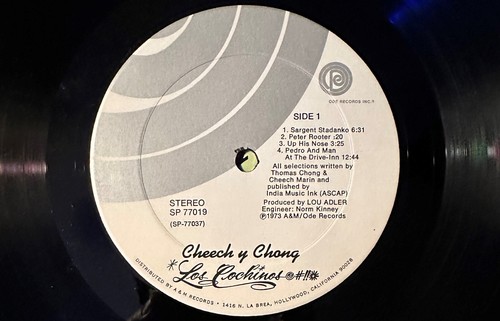 ODE RECORDS INC.®
SIDE 1
1. Sargent Stadanko 6:31
2. Peter Rooter :20
3. Up His Nose 3:25
4. Pedro And Man
At The Drive-Inn 12:44
All selections written by
Thomas Chong &
Cheech Marin and
published by
India Music Ink (ASCAP)
Produced by LOU ADLER
Engineer: Norm Kinney
℗1973 A&M/Ode Records
STEREO
SP 77019
(SP-77037)
Cheech y Chong
*Los Cochinos @#!!*
DISTRIBUTED BY A & M RECORDS • 1416 N. LA BREA, HOLLYWOOD, CALIFORNIA 90028